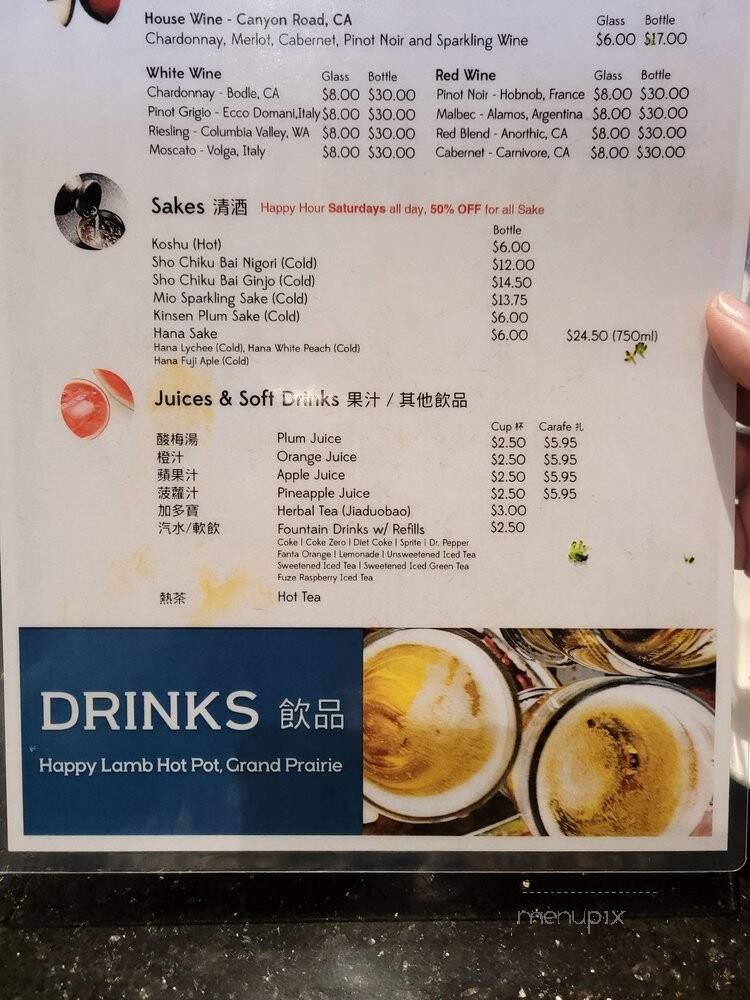 House Wine - Canyon Road, CA Glass Bottle
Chardonnay, Merlot, Cabernet, Pinot Noir and Sparkling Wine $6.00 $17.00
White Wine Glass Bottle
Chardonnay - Bodle, CA $8.00 $30.00
Pinot Grigio - Ecco Domani,Italy $8.00 $30.00
Riesling - Columbia Valley, WA $8.00 $30.00
Moscato - Volga, Italy $8.00 $30.00
Red Wine Glass Bottle
Pinot Noir - Hobnob, France $8.00 $30.00
Malbec - Alamos, Argentina $8.00 $30.00
Red Blend - Anorthic, CA $8.00 $30.00
Cabernet - Carnivore, CA $8.00 $30.00
Sakes 清酒 Happy Hour Saturdays all day, 50% OFF for all Sake
Bottle
Koshu (Hot) $6.00
Sho Chiku Bai Nigori (Cold) $12.00
Sho Chiku Bai Ginjo (Cold) $14.50
Mio Sparkling Sake (Cold) $13.75
Kinsen Plum Sake (Cold) $6.00
Hana Sake $6.00 $24.50 (750ml)
Hana Lychee (Cold), Hana White Peach (Cold)
Hana Fuji Aple (Cold)
Juices & Soft Drinks 果汁 / 其他飲品
Cup 杯 Carafe 扎
酸梅湯 Plum Juice $2.50 $5.95
橙汁 Orange Juice $2.50 $5.95
蘋果汁 Apple Juice $2.50 $5.95
菠蘿汁 Pineapple Juice $2.50 $5.95
加多寶 Herbal Tea (Jiaduobao) $3.00
汽水/軟飲 Fountain Drinks w/ Refills $2.50
Coke | Coke Zero | Diet Coke | Sprite | Dr. Pepper
Fanta Orange | Lemonade | Unsweetened Iced Tea
Sweetened Iced Tea | Sweetened Iced Green Tea
Fuze Raspberry Iced Tea
熱茶 Hot Tea
DRINKS 飲品
Happy Lamb Hot Pot, Grand Prairie
menupix